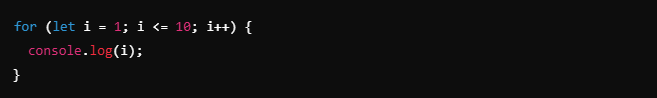 for (let i = 1; i <= 10; i++) {
  console.log(i);
}